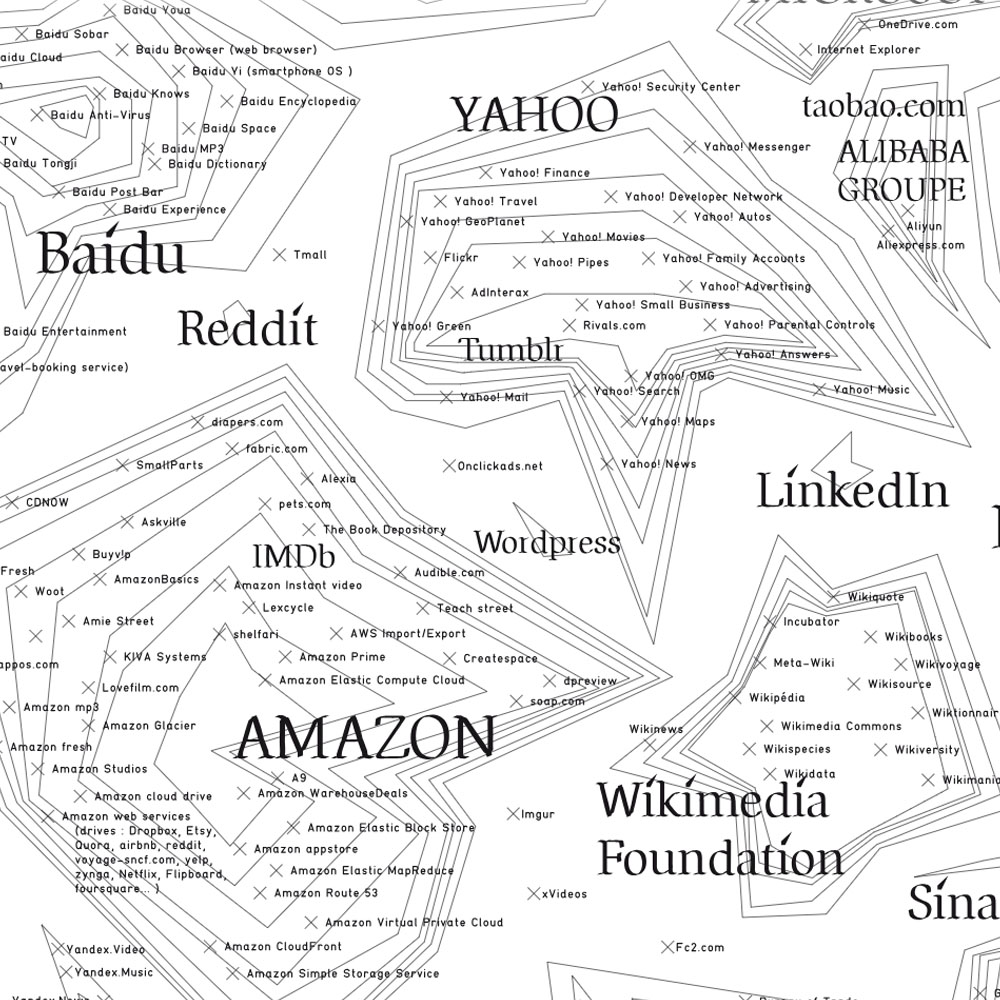 Baidu Youa
MICROSOFT
OneDrive.com
Baidu Sobar
Baidu Browser (web browser)
Internet Explorer
aidu Cloud
Baidu Yi (smartphone OS )
Yahoo! Security Center
Baidu Knows
Baidu Encyclopedia
YAHOO
taobao.com
Baidu Anti-Virus
Baidu Space
TV
Baidu MP3
Yahoo! Messenger
ALIBABA
GROUPE
Baidu Tongji
Baidu Dictionary
Yahoo! Finance
Baidu Post Bar
Yahoo! Travel
Yahoo! Developer Network
Baidu Experience
Yahoo! GeoPlanet
Yahoo! Autos
Aliyun
Yahoo! Movies
Aliexpress.com
Baidu
Tmall
Flickr
Yahoo! Pipes
Yahoo! Family Accounts
AdInterax
Yahoo! Advertising
Yahoo! Small Business
Reddit
Baidu Entertainment
Yahoo! Green
Rivals.com
Yahoo! Parental Controls
Tumblr
Yahoo! Answers
avel-booking service)
Yahoo! OMG
Yahoo! Mail
Yahoo! Search
Yahoo! Music
diapers.com
Yahoo! Maps
fabric.com
SmallParts
Onclickads.net
Yahoo! News
Alexia
LinkedIn
CDNOW
pets.com
Askville
The Book Depository
Wordpress
Buyvip
IMDb
Fresh
AmazonBasics
Audible.com
Woot
Amazon Instant video
Wikiquote
Lexcycle
Teach street
Amie Street
Incubator
shelfari
AWS Import/Export
Wikibooks
appos.com
KIVA Systems
Amazon Prime
Createspace
Meta-Wiki
Wikivoyage
Lovefilm.com
Amazon Elastic Compute Cloud
dpreview
Wikisource
Amazon mp3
soap.com
Wikipédia
Wiktionnair
Amazon Glacier
AMAZON
Wikinews
Wikimedia Commons
Amazon fresh
Wikispecies
Wikiversity
Amazon Studios
A9
Wikidata
Wikimania
Amazon cloud drive
Amazon WarehouseDeals
Wikimedia
Foundation
Amazon web services
(drives : Dropbox, Etsy,
Quora, airbnb, reddit,
voyage-sncf.com, yelp,
zynga, Netflix, Flipboard,
foursquare... )
Imgur
Amazon Elastic Block Store
Amazon appstore
Amazon Elastic MapReduce
Amazon Route 53
xVideos
Sina
Amazon Virtual Private Cloud
Yandex.Video
Amazon CloudFront
Fc2.com
Yandex.Music
Amazon Simple Storage Service